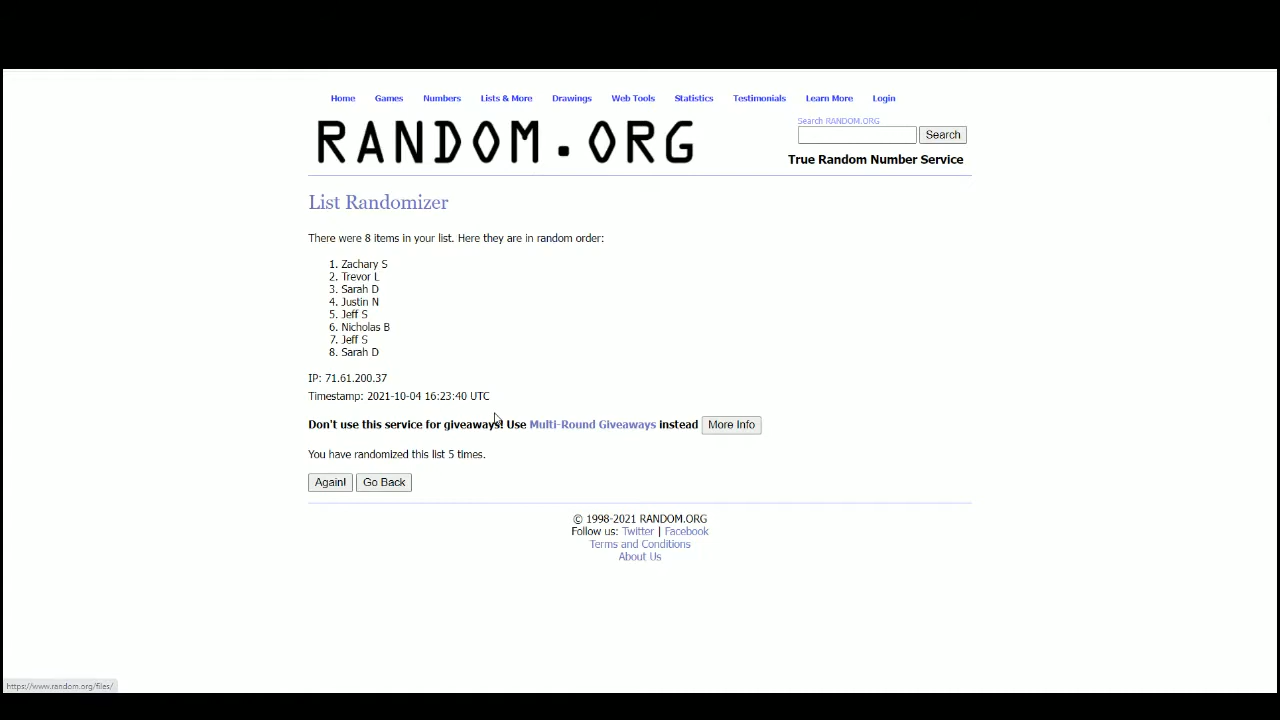 Home Games Numbers Lists & More Drawings Web Tools Statistics Testimonials Learn More Login
RANDOM.ORG
Search RANDOM.ORG
Search
True Random Number Service
List Randomizer
There were 8 items in your list. Here they are in random order:
1. Zachary S
2. Trevor L
3. Sarah D
4. Justin N
5. Jeff S
6. Nicholas B
7. Jeff S
8. Sarah D
IP: 71.61.200.37
Timestamp: 2021-10-04 16:23:40 UTC
Don't use this service for giveaways! Use Multi-Round Giveaways instead More Info
You have randomized this list 5 times.
Again! Go Back
© 1998-2021 RANDOM.ORG
Follow us: Twitter | Facebook
Terms and Conditions
About Us
https://www.random.org/files/